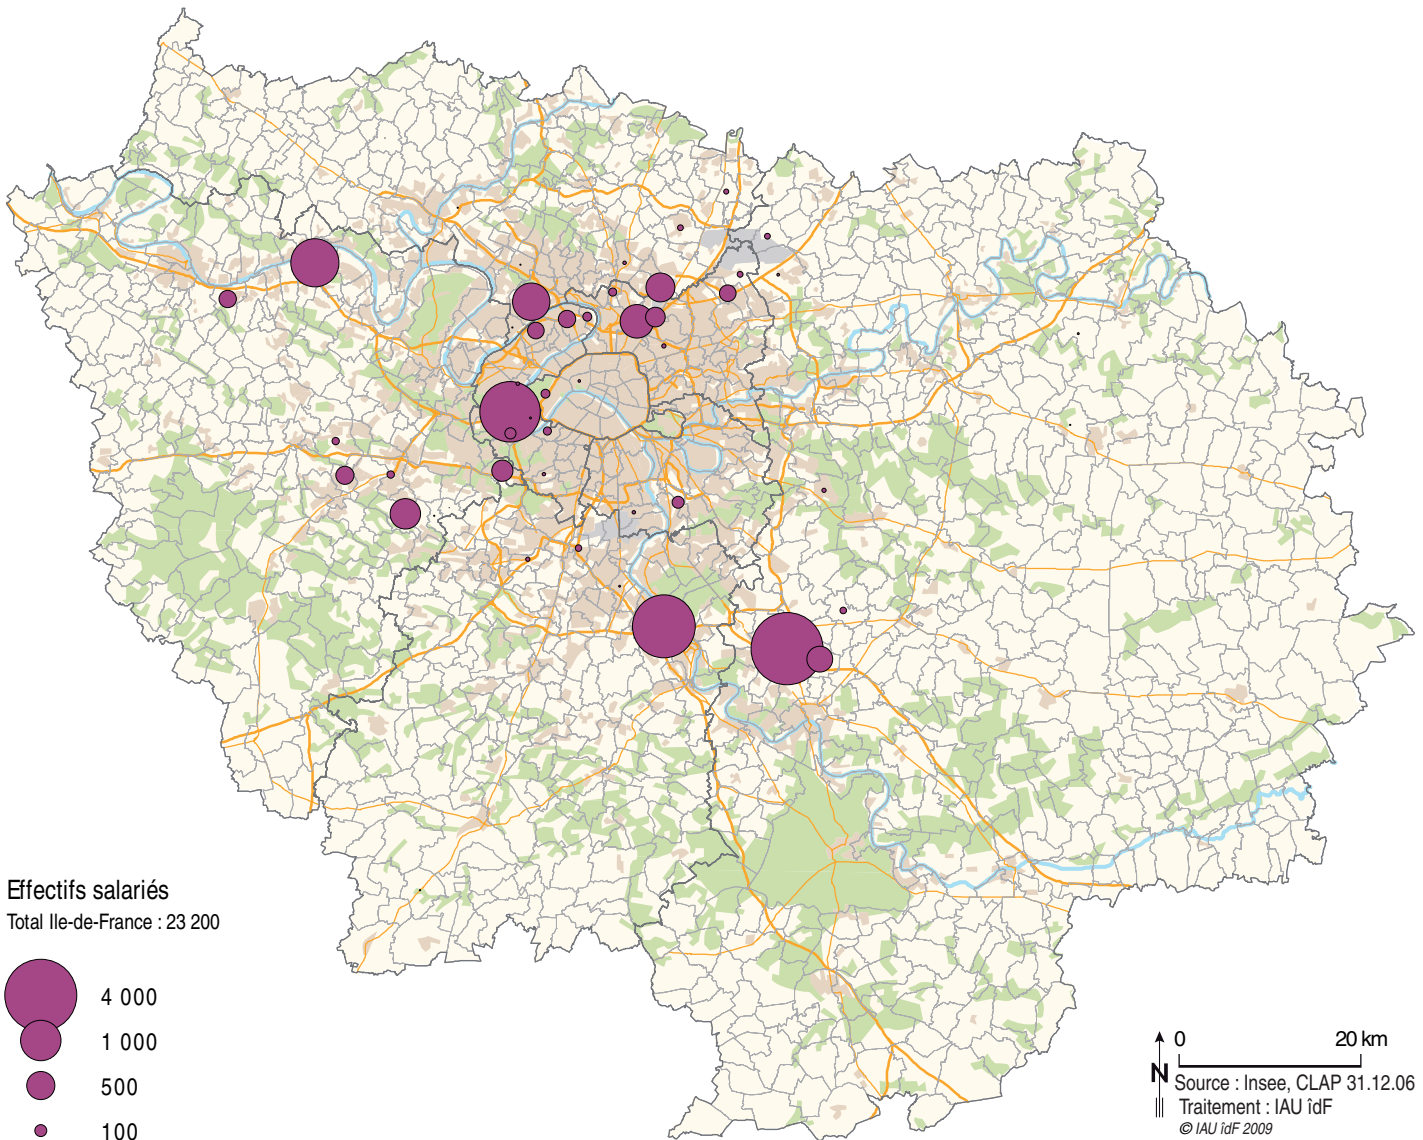 Effectifs salariés
Total Ile-de-France : 23 200
4 000
1 000
500
100
0 20 km
N
Source : Insee, CLAP 31.12.06
Traitement : IAU îdF
© IAU îdF 2009